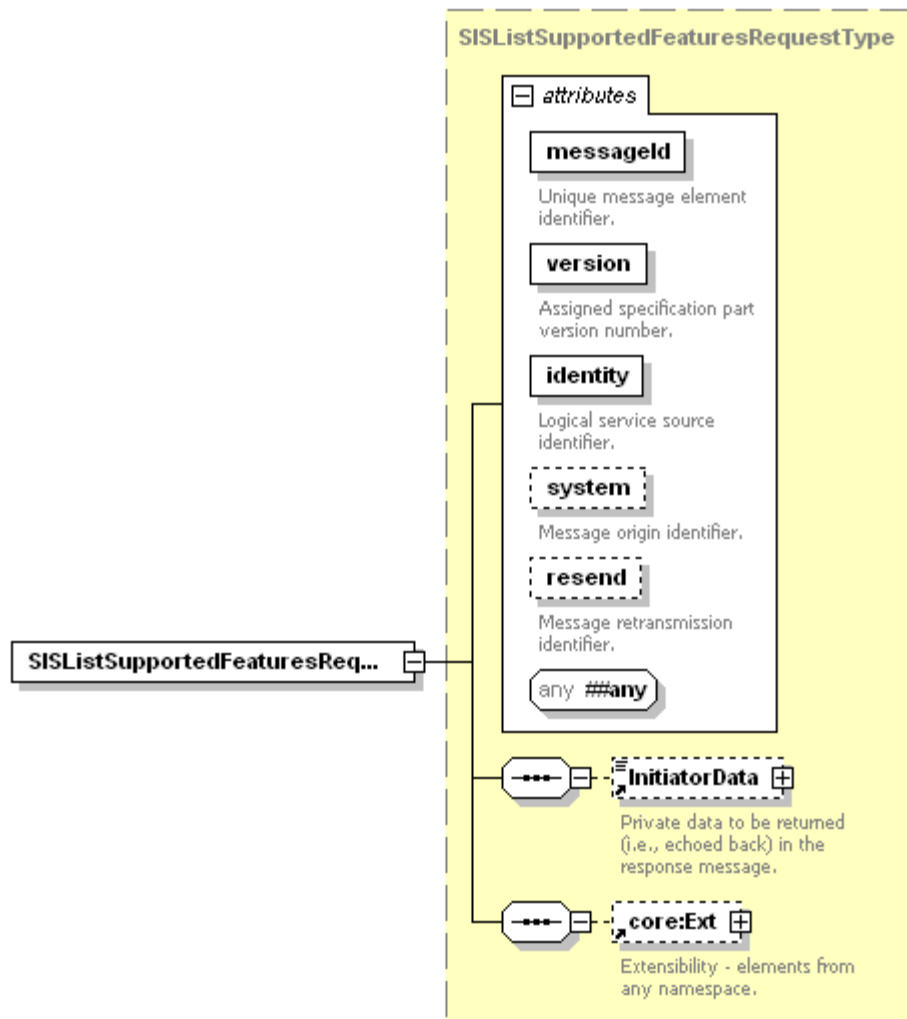 SISListSupportedFeaturesRequestType
attributes
messageId
Unique message element
identifier.
version
Assigned specification part
version number.
identity
Logical service source
identifier.
system
Message origin identifier.
resend
Message retransmission
identifier.
any ##any
SISListSupportedFeaturesReq...
InitiatorData
Private data to be returned
(i.e., echoed back) in the
response message.
core:Ext
Extensibility - elements from
any namespace.